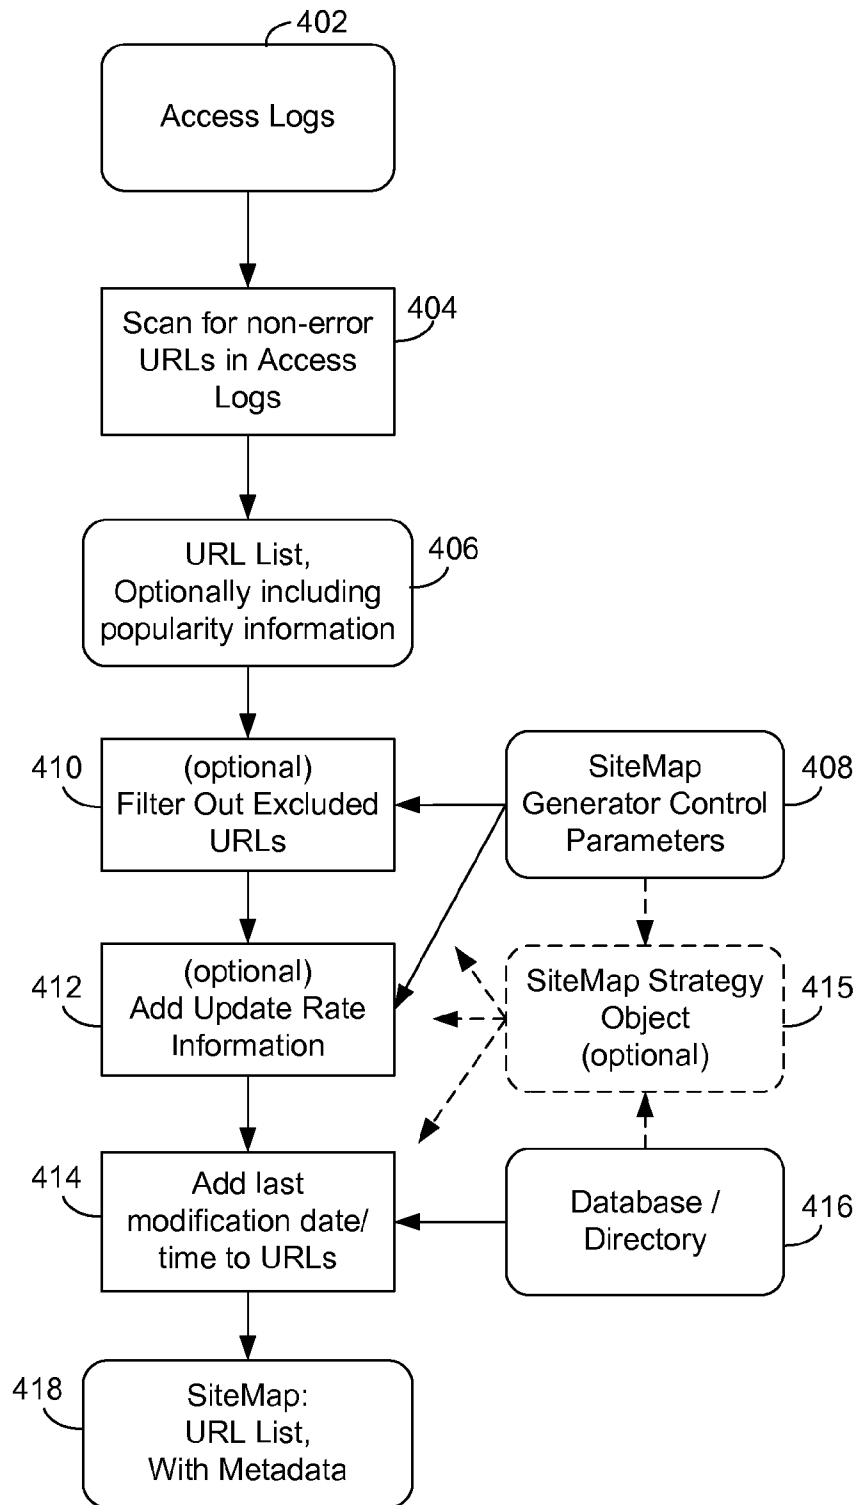 402
Access Logs
404
Scan for non-error
URLs in Access
Logs
406
URL List,
Optionally including
popularity information
410
(optional)
Filter Out Excluded
URLs
SiteMap
Generator Control
Parameters
408
412
(optional)
Add Update Rate
Information
SiteMap Strategy
Object
(optional)
415
414
Add last
modification date/
time to URLs
Database /
Directory
416
418
SiteMap:
URL List,
With Metadata